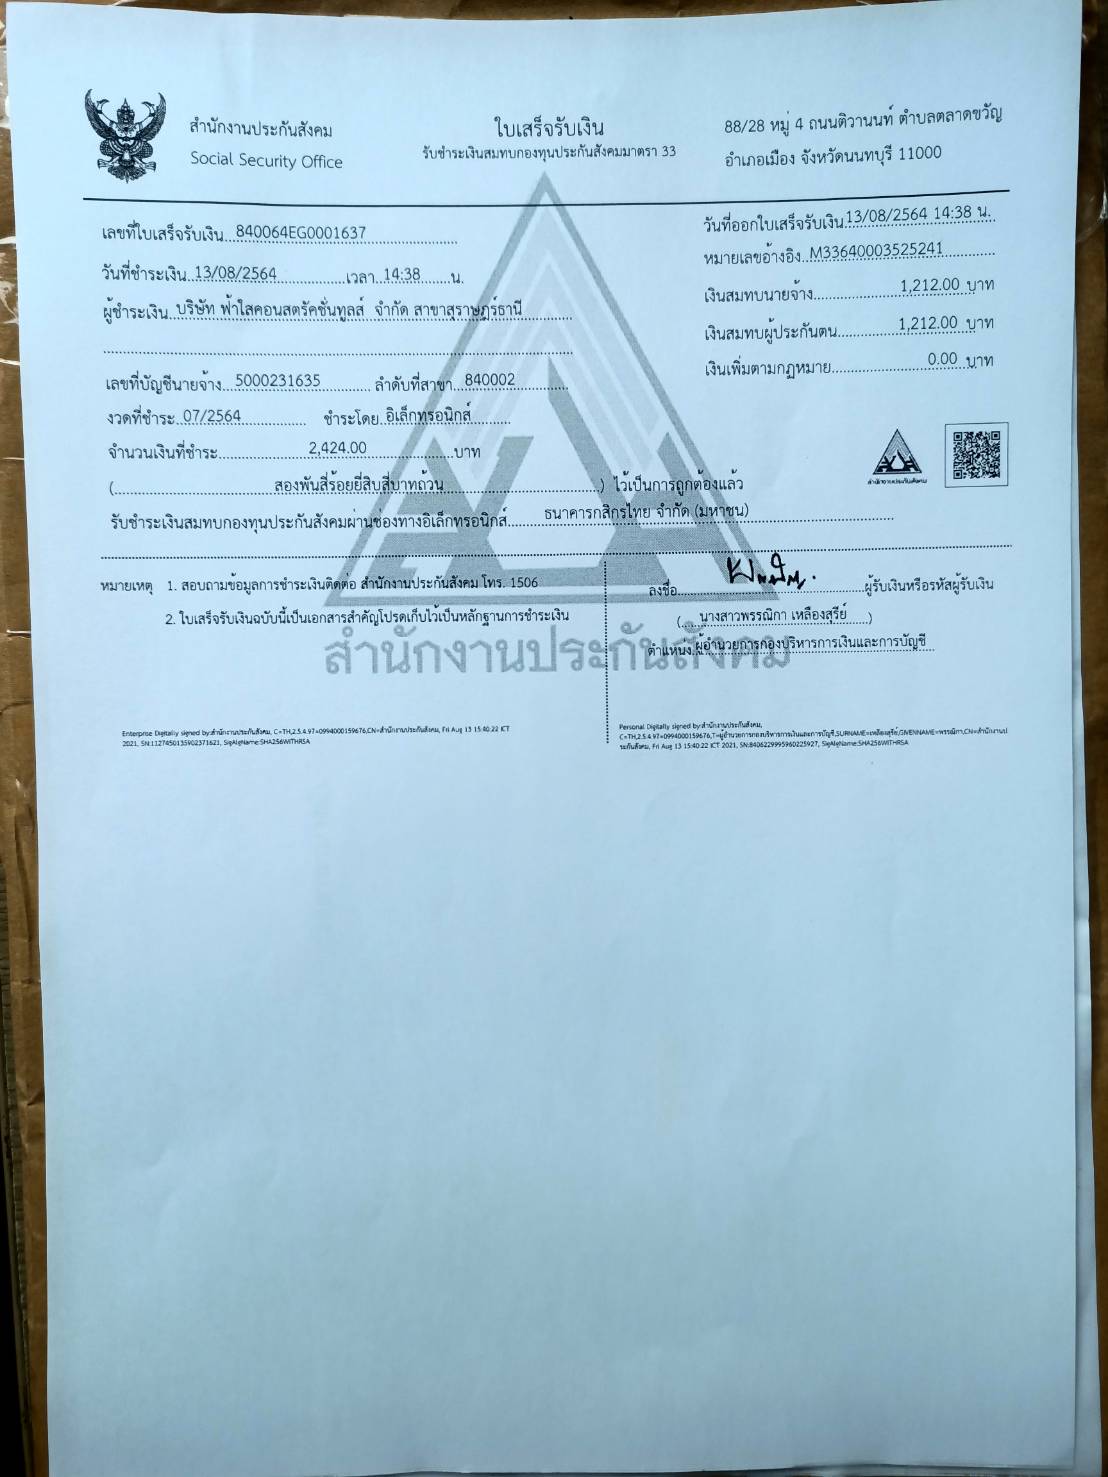 สำนักงานประกันสังคม
Social Security Office
ใบเสร็จรับเงิน
รับชำระเงินสมทบกองทุนประกันสังคมมาตรา 33
88/28 หมู่ 4 ถนนติวานนท์ ตำบลตลาดขวัญ
อำเภอเมือง จังหวัดนนทบุรี 11000
เลขที่ใบเสร็จรับเงิน 840064EG0001637
วันที่ออกใบเสร็จรับเงิน 13/08/2564 14:38 น.
วันที่ชำระเงิน 13/08/2564 เวลา 14:38 น.
หมายเลขอ้างอิง M33640003525241
ผู้ชำระเงิน บริษัท ฟ้าใสคอนสตรัคชั่นทูลส์ จำกัด สาขาสุราษฎร์ธานี
เงินสมทบนายจ้าง 1,212.00 บาท
เงินสมทบผู้ประกันตน 1,212.00 บาท
เงินเพิ่มตามกฎหมาย 0.00 บาท
เลขที่บัญชีนายจ้าง 5000231635 ลำดับที่สาขา 840002
งวดที่ชำระ 07/2564 ชำระโดย อิเล็กทรอนิกส์
จำนวนเงินที่ชำระ 2,424.00 บาท
(สองพันสี่ร้อยยี่สิบสี่บาทถ้วน) ไว้เป็นการถูกต้องแล้ว
สำนักงานประกันสังคม
รับชำระเงินสมทบกองทุนประกันสังคมผ่านช่องทางอิเล็กทรอนิกส์ ธนาคารกสิกรไทย จำกัด (มหาชน)
หมายเหตุ 1. สอบถามข้อมูลการชำระเงินติดต่อ สำนักงานประกันสังคม โทร. 1506
2. ใบเสร็จรับเงินฉบับนี้เป็นเอกสารสำคัญโปรดเก็บไว้เป็นหลักฐานการชำระเงิน
ลงชื่อ ผู้รับเงินหรือรหัสผู้รับเงิน
(นางสาวพรรณิภา เหลืองสุรีย์)
ตำแหน่ง ผู้อำนวยการกองบริหารการเงินและการบัญชี
สำนักงานประกันสังคม
Enterprise Digitally signed by:สำนักงานประกันสังคม, C=TH,2.5.4.97=0994000159676,CN=สำนักงานประกันสังคม, Fri Aug 13 15:40:22 ICT
2021, SN:1127450135902371621, SigAlgName:SHA256WITHRSA
Personal Digitally signed by:สำนักงานประกันสังคม,
C=TH,2.5.4.97=0994000159676,T=ผู้อำนวยการกองบริหารการเงินและการบัญชี,SURNAME=เหลืองสุรีย์,GIVENNAME=พรรณิภา,CN=สำนักงานป
ระกันสังคม, Fri Aug 13 15:40:22 ICT 2021, SN:8406229995960225927, SigAlgName:SHA256WITHRSA